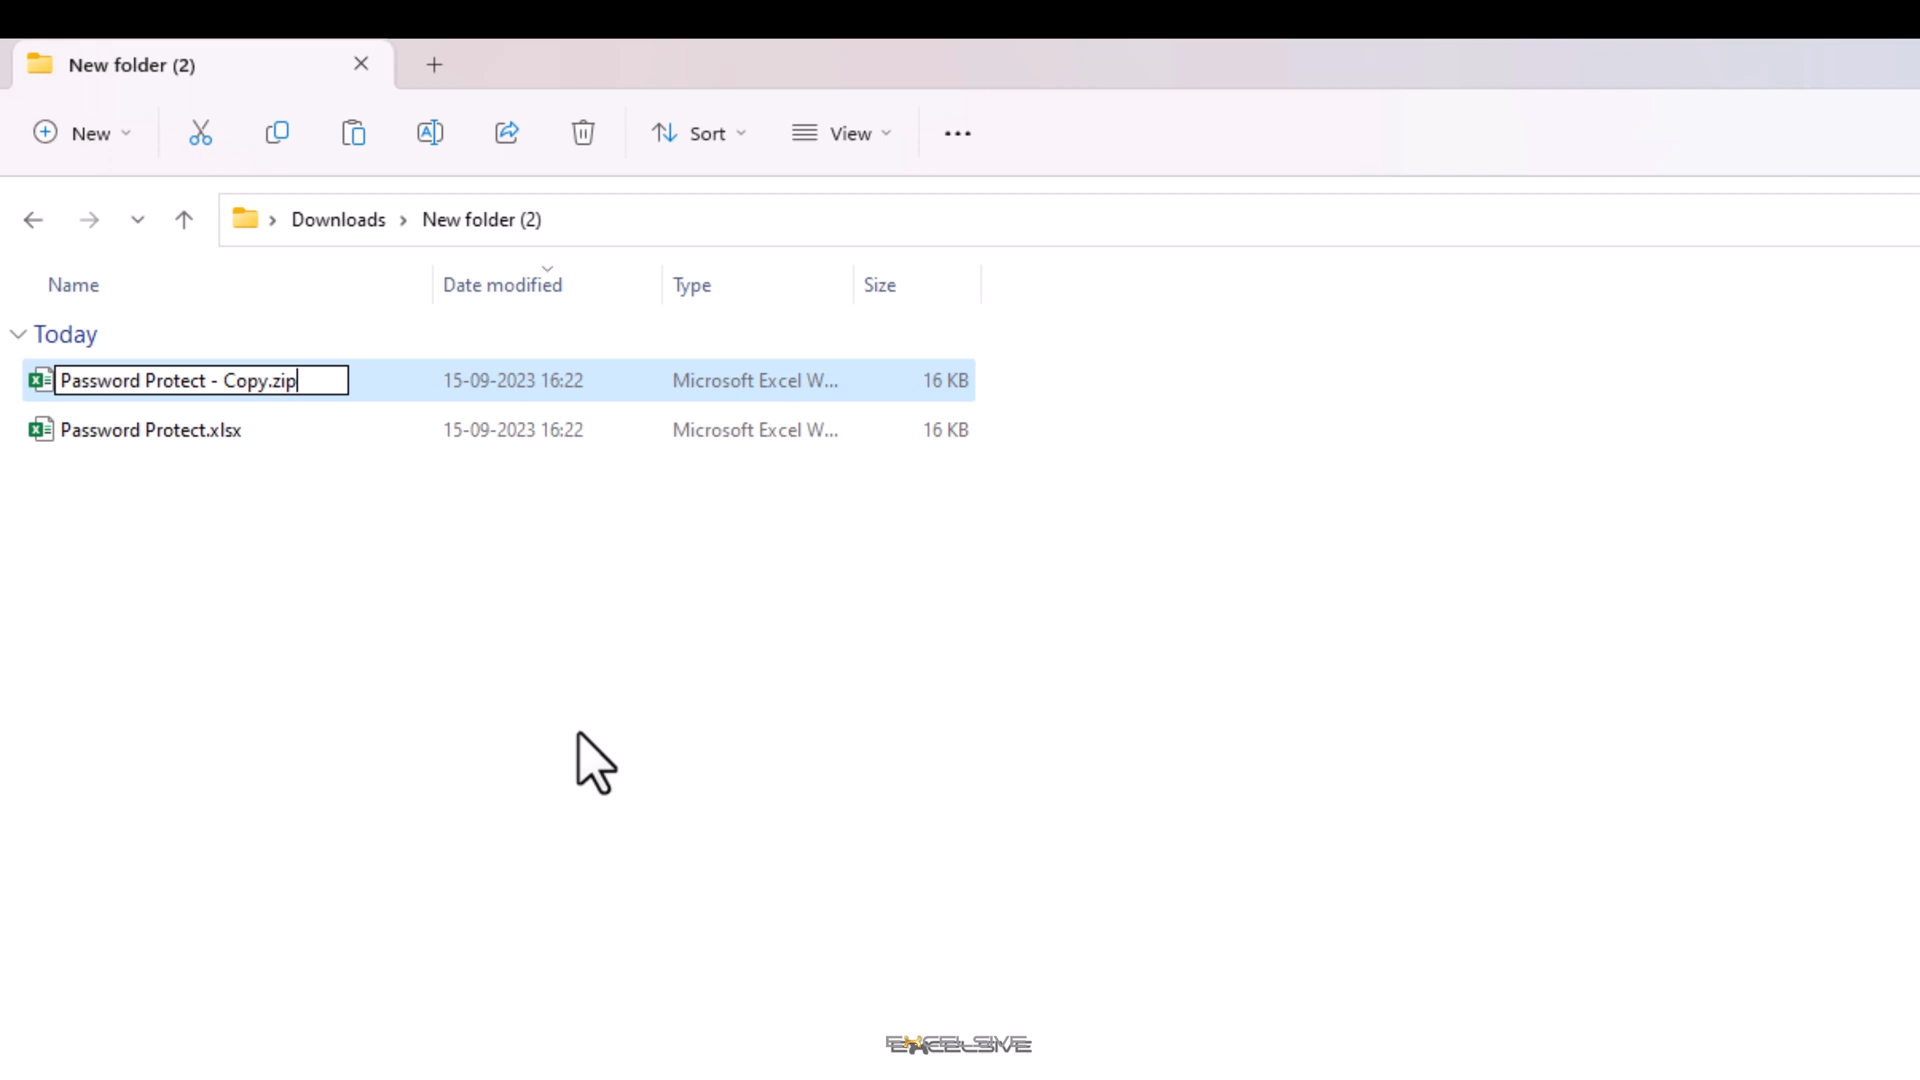 New folder (2)
New
Sort
View
Downloads
New folder (2)
Name
Date modified
Type
Size
Today
Password Protect - Copy.zip
15-09-2023 16:22
Microsoft Excel W...
16 KB
Password Protect.xlsx
15-09-2023 16:22
Microsoft Excel W...
16 KB
EXCELSIVE